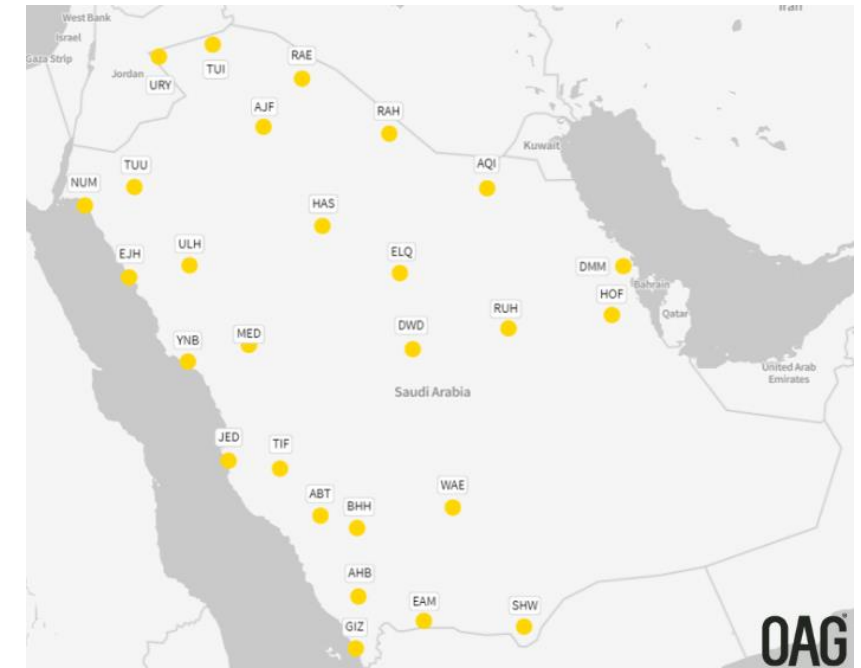 West Bank
Israel
Gaza Strip
Jordan
Iran
URY
TUI
RAE
AJF
RAH
Kuwait
AQI
TUU
NUM
HAS
EJH
ULH
ELQ
DMM
Bahrain
HOF
Qatar
RUH
DWD
MED
YNB
United Arab
Emirates
Saudi Arabia
JED
TIF
WAE
ABT
BHH
AHB
EAM
SHW
GIZ
OAG